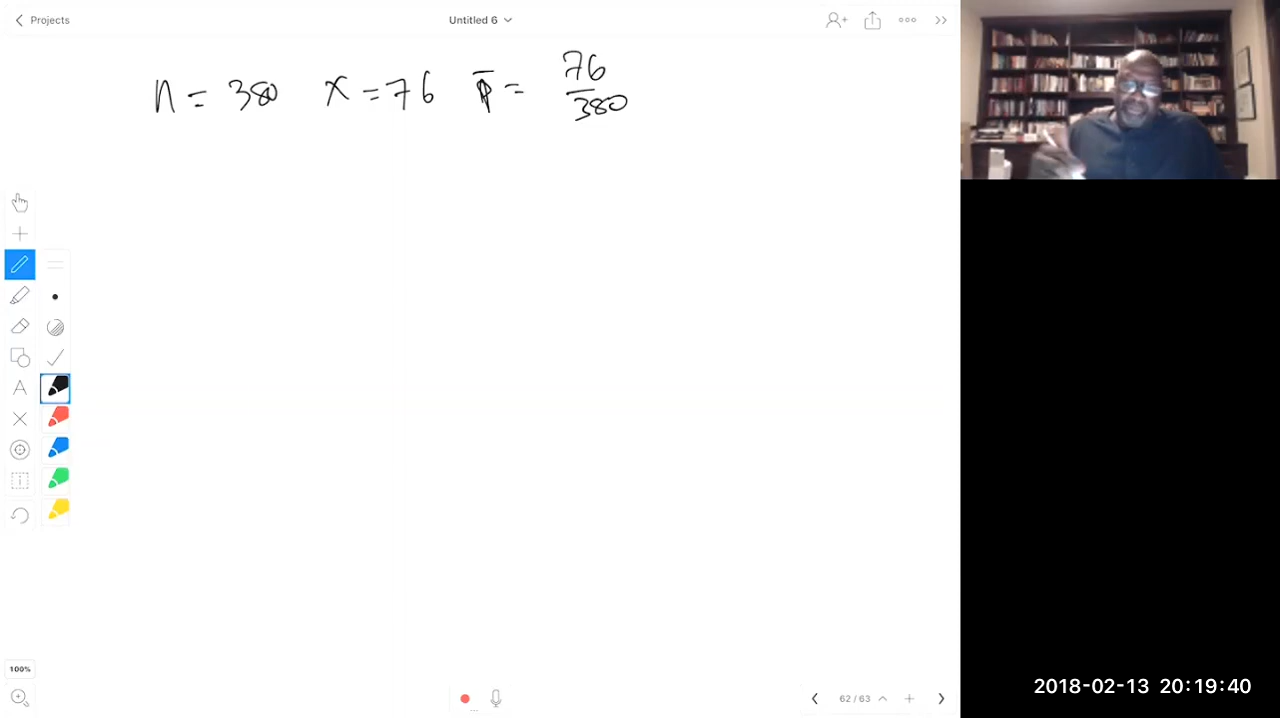 Projects
Untitled 6
n = 380 x = 76 p̄ = 76/380
100%
62 / 63
2018-02-13 20:19:40